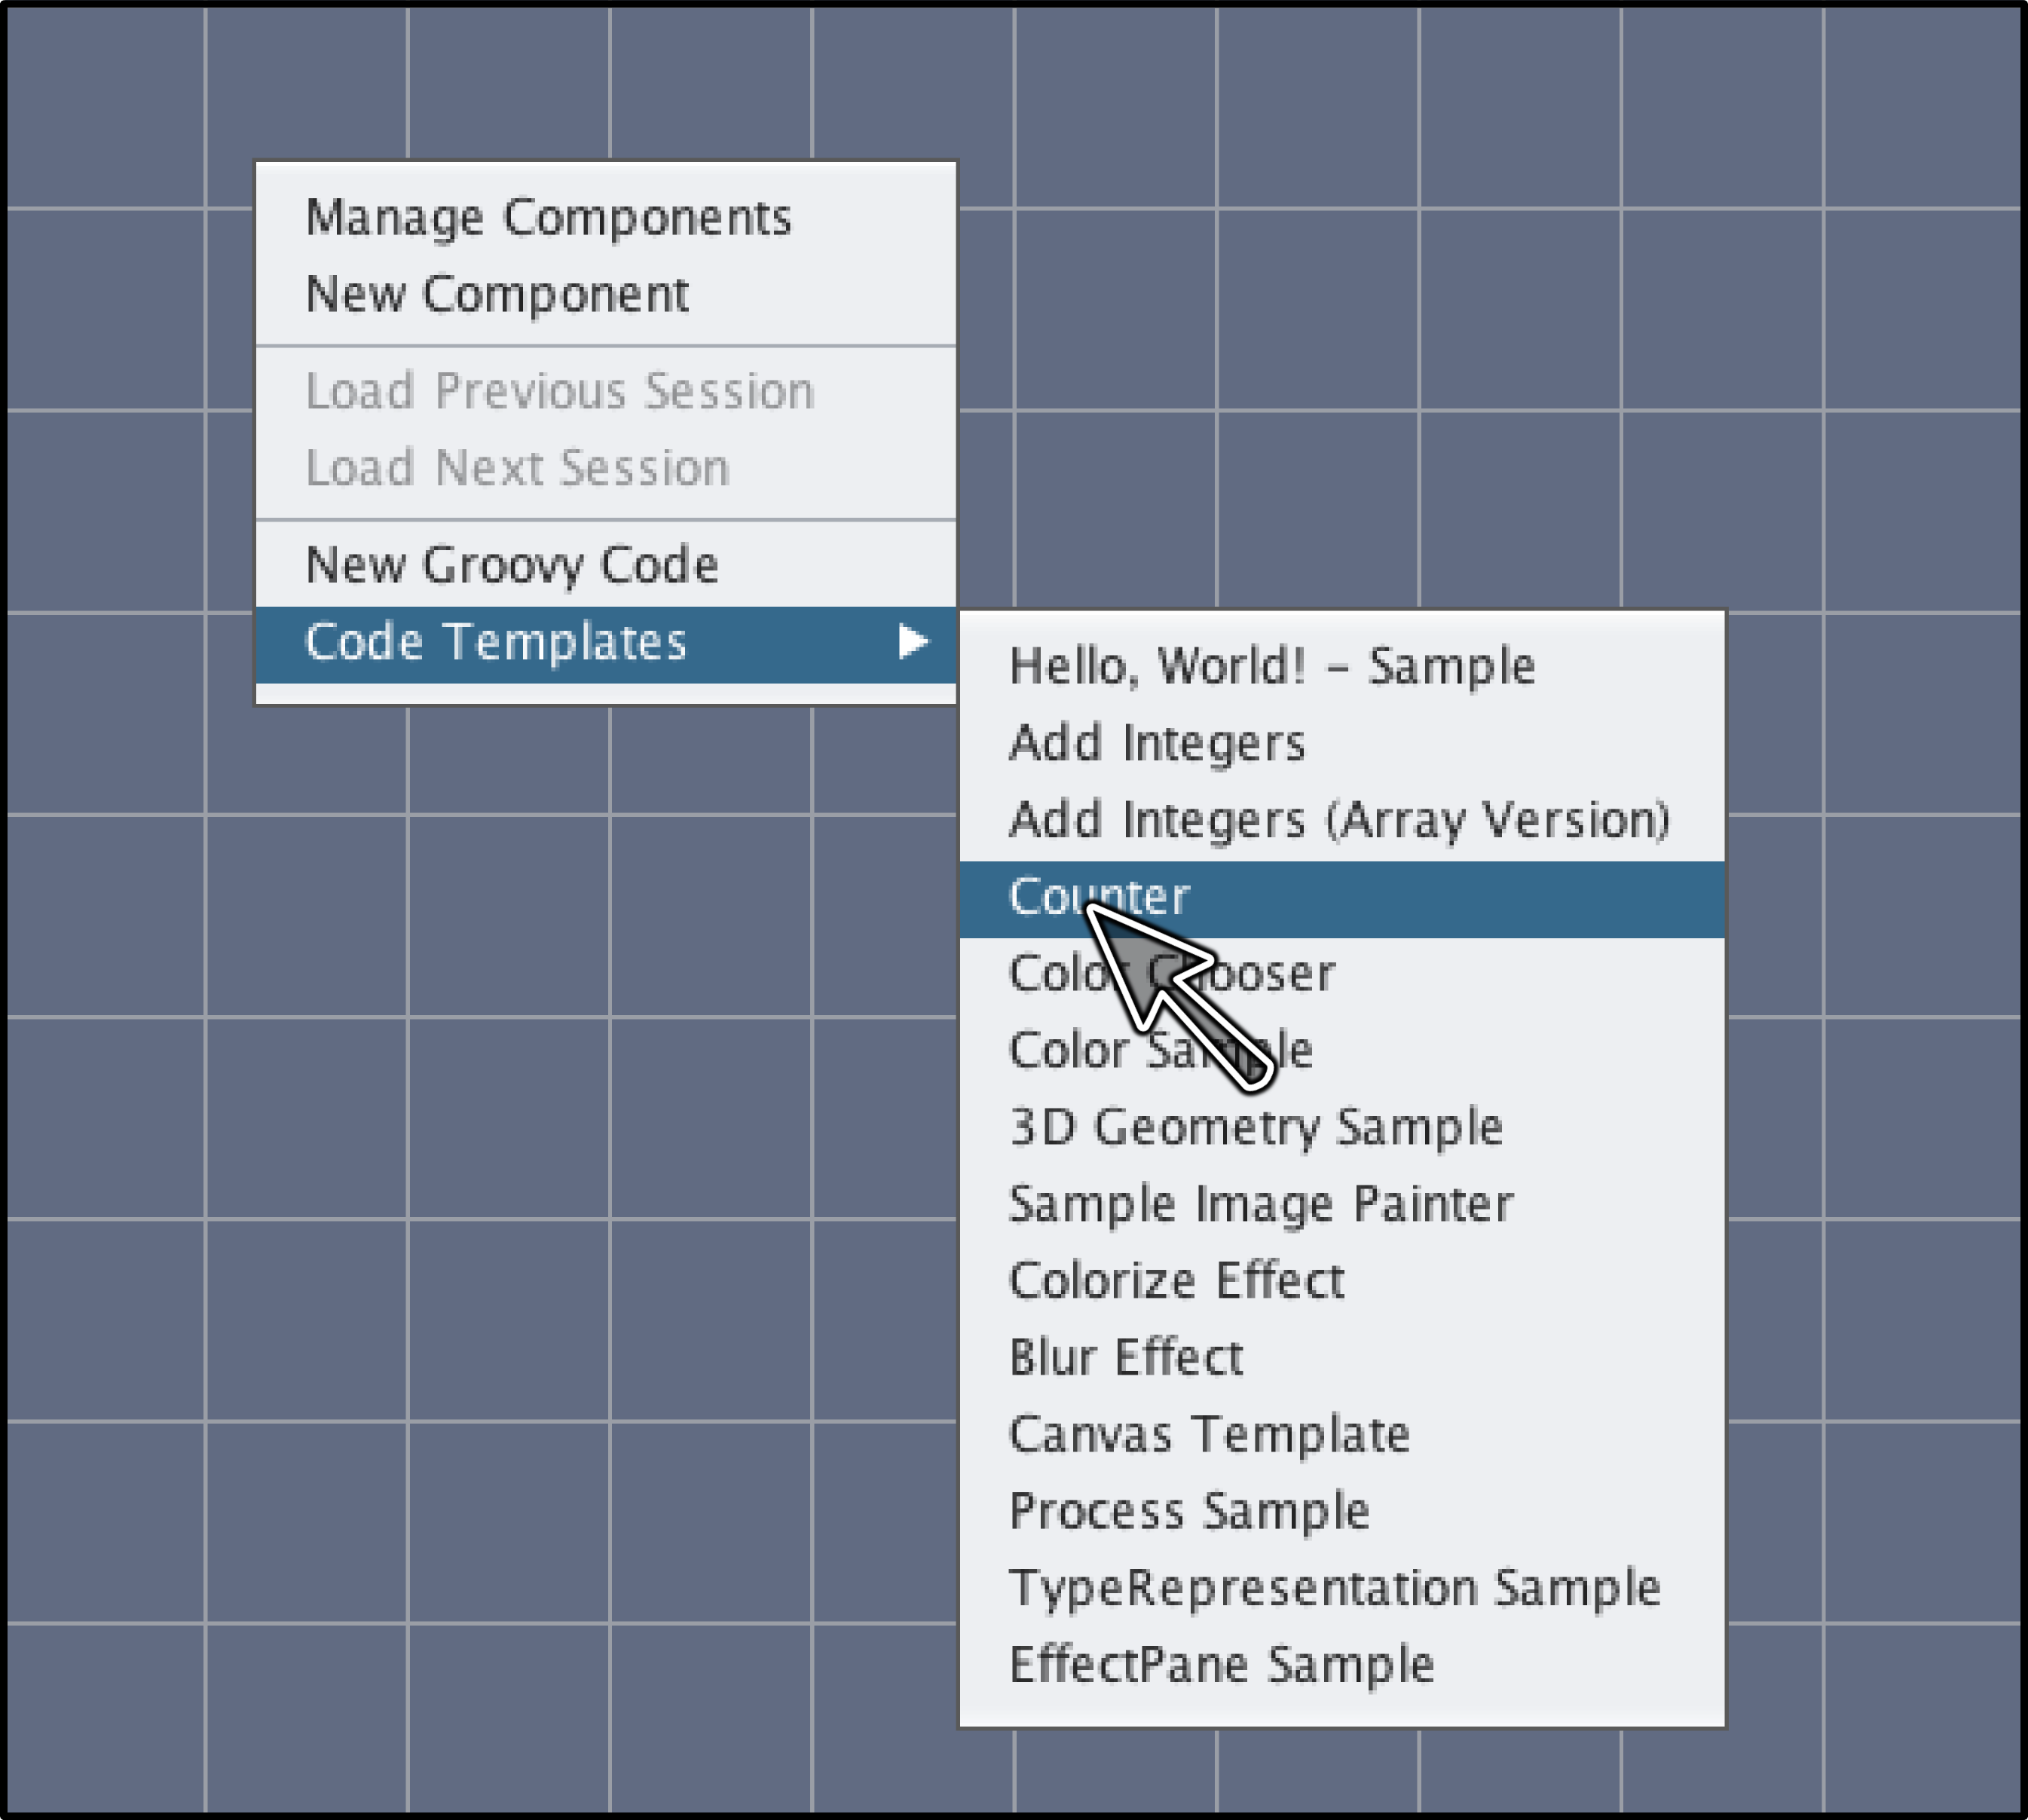 Manage Components
New Component
Load Previous Session
Load Next Session
New Groovy Code
Code Templates
Hello, World! – Sample
Add Integers
Add Integers (Array Version)
Counter
Color Chooser
Color Sample
3D Geometry Sample
Sample Image Painter
Colorize Effect
Blur Effect
Canvas Template
Process Sample
TypeRepresentation Sample
EffectPane Sample